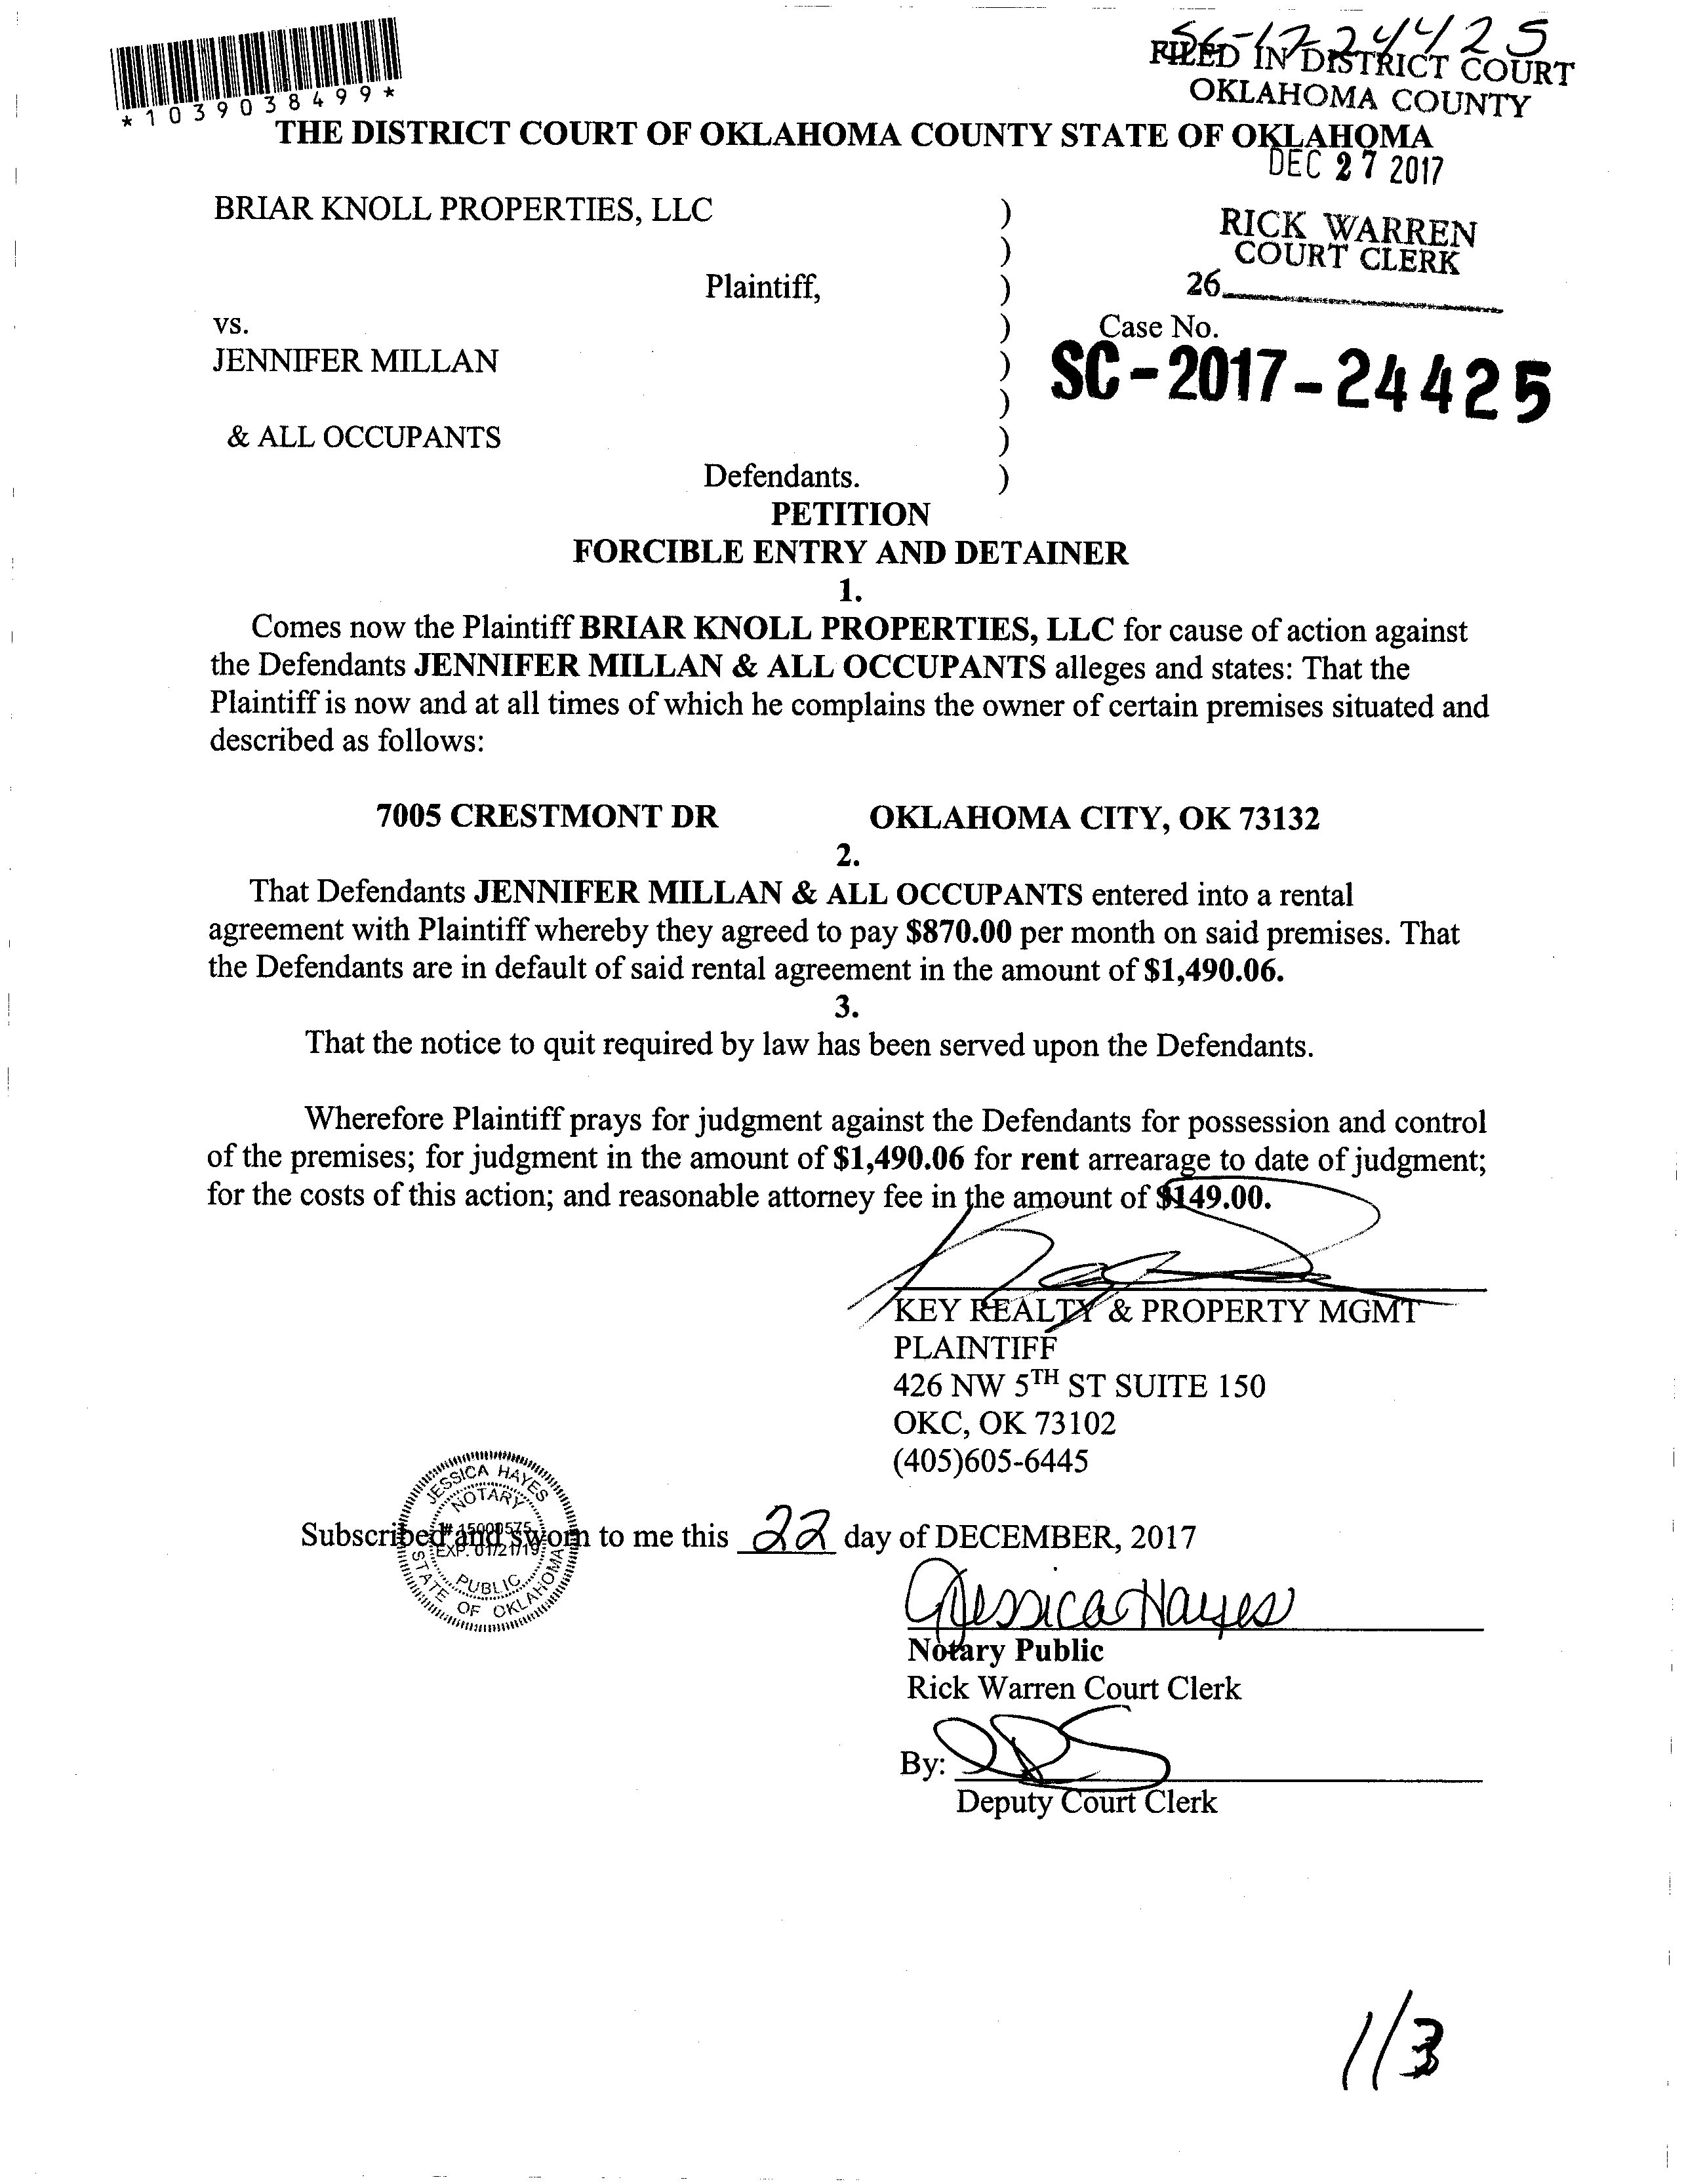 SC-17-24425
FILED IN DISTRICT COURT
OKLAHOMA COUNTY
*1039038499*
THE DISTRICT COURT OF OKLAHOMA COUNTY STATE OF OKLAHOMA
DEC 27 2017
BRIAR KNOLL PROPERTIES, LLC )
RICK WARREN
COURT CLERK
)
Plaintiff, )
26
vs. )
Case No.
JENNIFER MILLAN )
SC-2017-24425
)
& ALL OCCUPANTS )
Defendants. )
PETITION
FORCIBLE ENTRY AND DETAINER
1.
Comes now the Plaintiff BRIAR KNOLL PROPERTIES, LLC for cause of action against
the Defendants JENNIFER MILLAN & ALL OCCUPANTS alleges and states: That the
Plaintiff is now and at all times of which he complains the owner of certain premises situated and
described as follows:
7005 CRESTMONT DR OKLAHOMA CITY, OK 73132
2.
That Defendants JENNIFER MILLAN & ALL OCCUPANTS entered into a rental
agreement with Plaintiff whereby they agreed to pay $870.00 per month on said premises. That
the Defendants are in default of said rental agreement in the amount of $1,490.06.
3.
That the notice to quit required by law has been served upon the Defendants.
Wherefore Plaintiff prays for judgment against the Defendants for possession and control
of the premises; for judgment in the amount of $1,490.06 for rent arrearage to date of judgment;
for the costs of this action; and reasonable attorney fee in the amount of $149.00.
KEY REALTY & PROPERTY MGMT
PLAINTIFF
426 NW 5TH ST SUITE 150
OKC, OK 73102
(405)605-6445
JESSICA HAYES
NOTARY
# 15000575
EXP. 01/21/19
PUBLIC
STATE OF OKLAHOMA
Subscribed and sworn to me this 22 day of DECEMBER, 2017
Jessica Hayes
Notary Public
Rick Warren Court Clerk
By:
Deputy Court Clerk
1/3